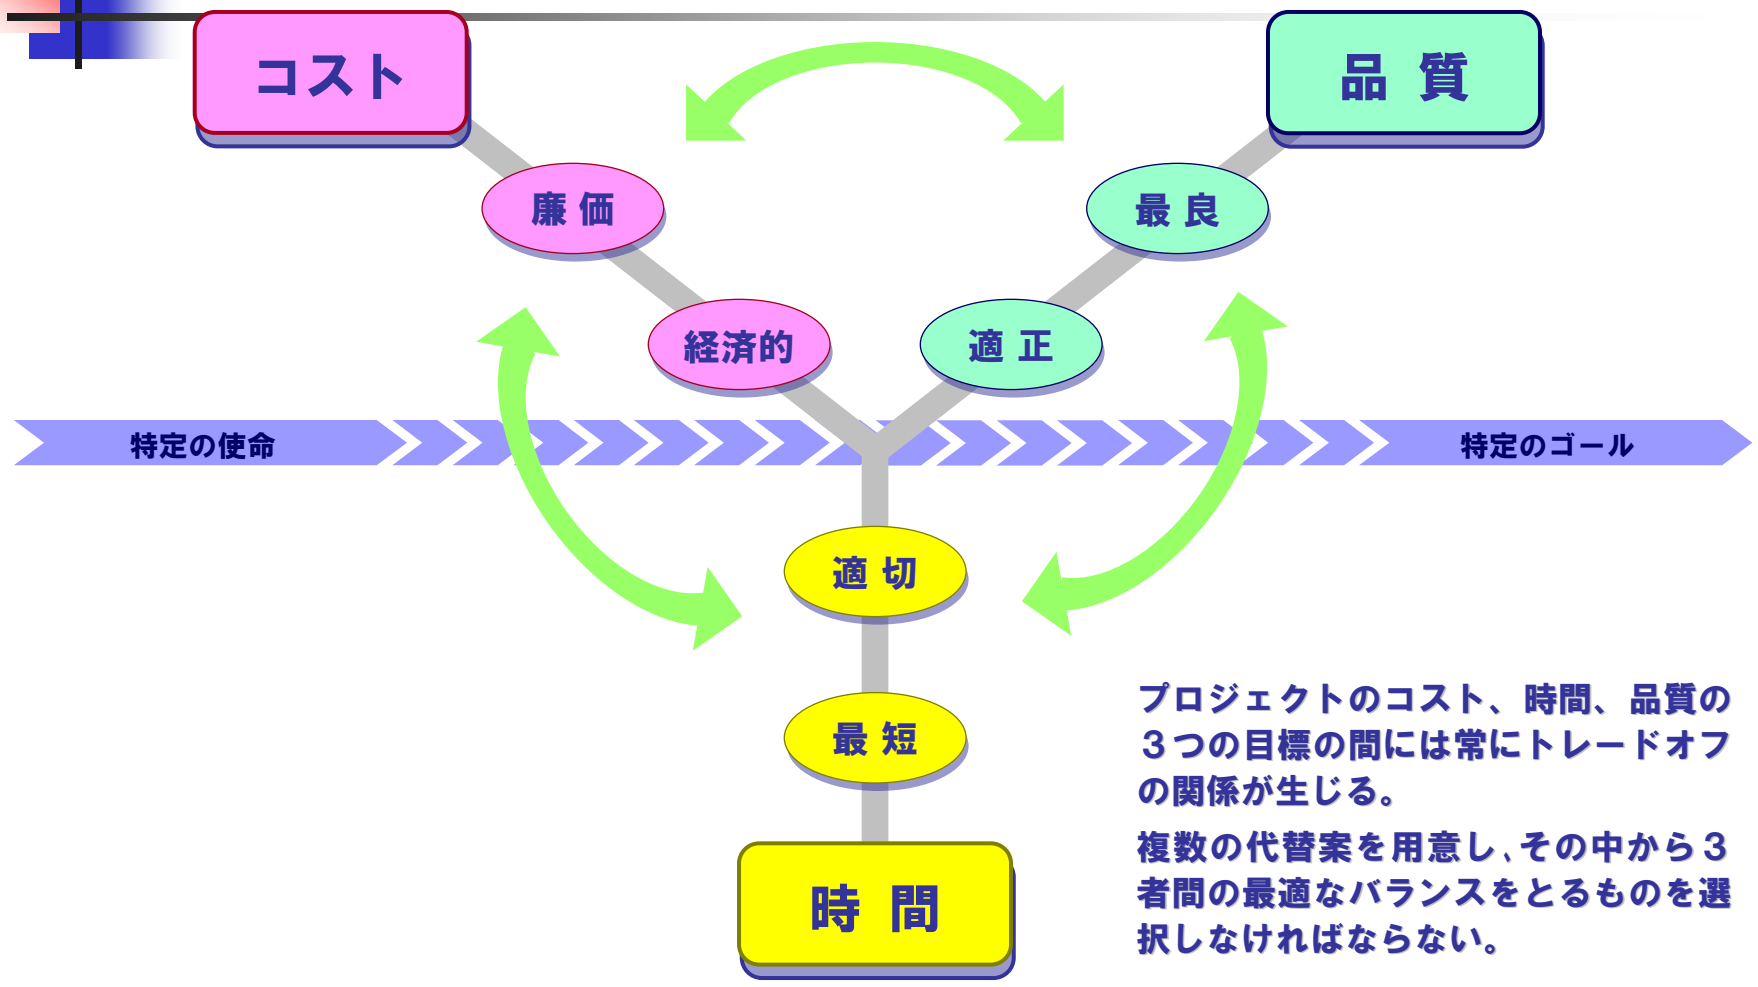 コスト
品 質
廉 価
最 良
経済的
適 正
特定の使命
特定のゴール
適 切
最 短
時 間
プロジェクトのコスト、時間、品質の
３つの目標の間には常にトレードオフ
の関係が生じる。
複数の代替案を用意し、その中から３
者間の最適なバランスをとるものを選
択しなければならない。